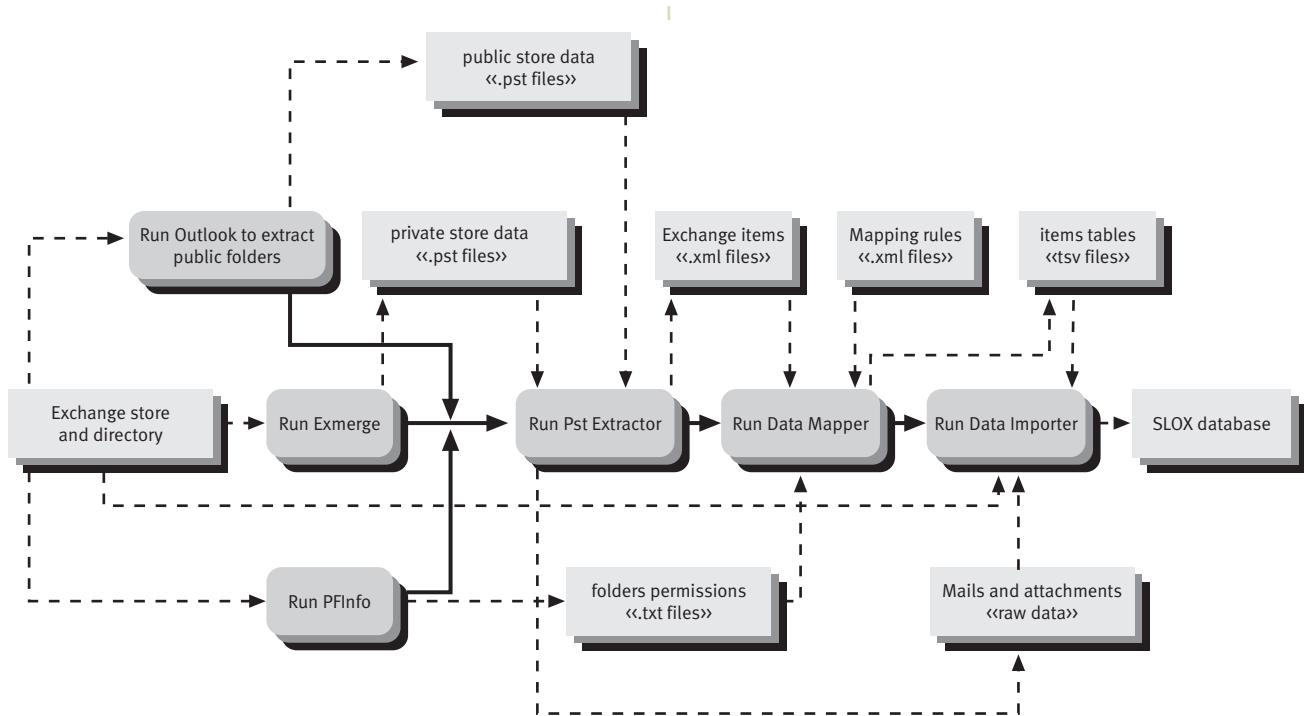 public store data
‹‹.pst files››
Run Outlook to extract
public folders
private store data
‹‹.pst files››
Exchange items
‹‹.xml files››
Mapping rules
‹‹.xml files››
items tables
‹‹tsv files››
Exchange store
and directory
Run Exmerge
Run Pst Extractor
Run Data Mapper
Run Data Importer
SLOX database
Run PFInfo
folders permissions
‹‹.txt files››
Mails and attachments
‹‹raw data››